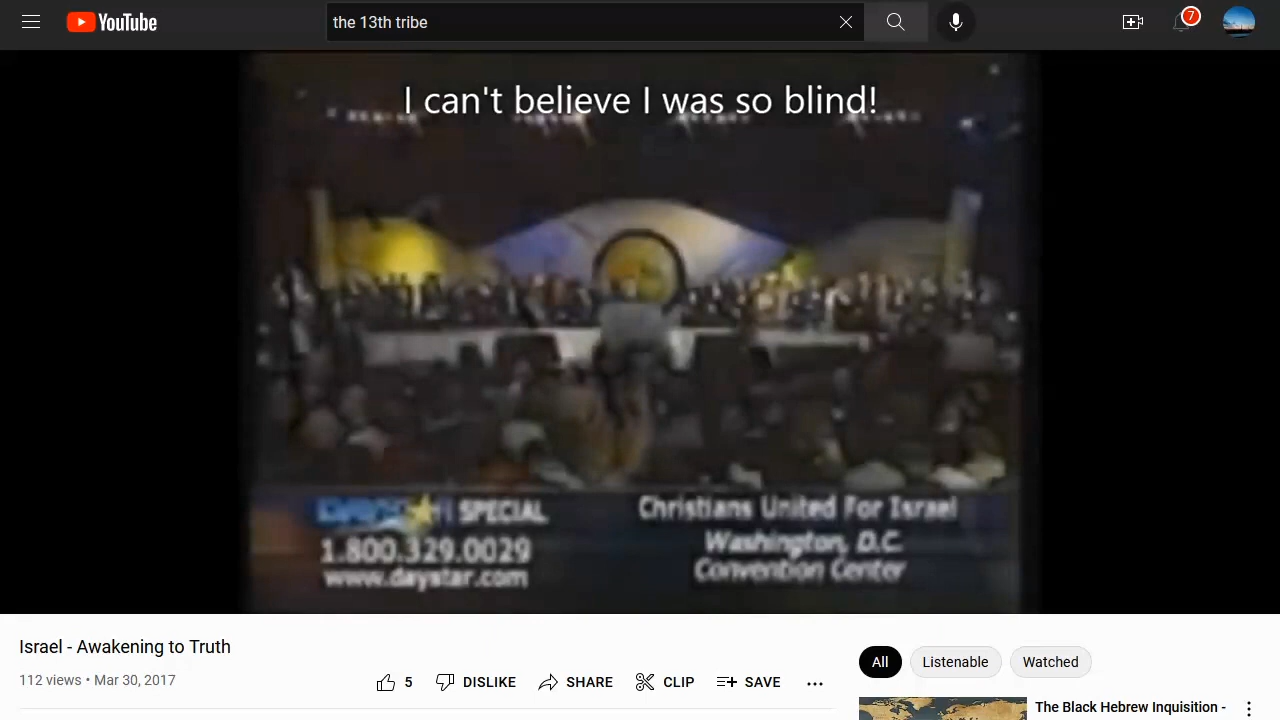 YouTube
the 13th tribe
7
I can't believe I was so blind!
SPECIAL
Christians United For Israel
1.800.329.0029
Washington, D.C.
www.daystar.com
Convention Center
Israel - Awakening to Truth
112 views • Mar 30, 2017
5
DISLIKE
SHARE
CLIP
SAVE
All
Listenable
Watched
The Black Hebrew Inquisition -